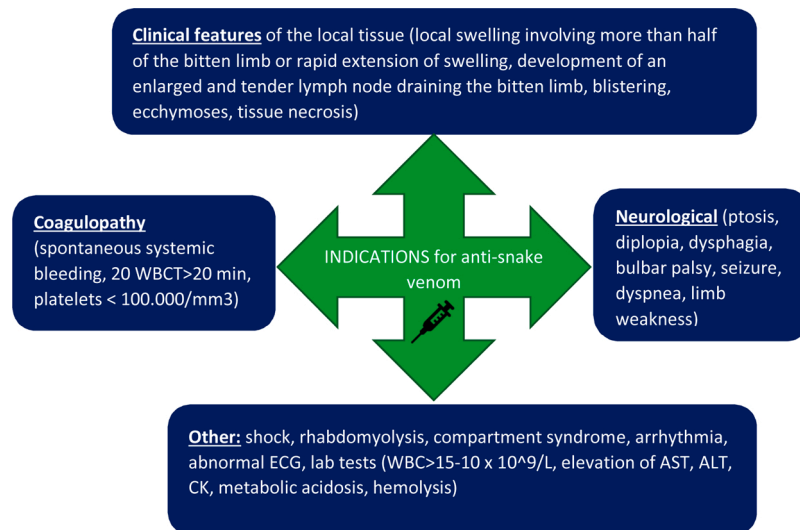 Clinical features of the local tissue (local swelling involving more than half
of the bitten limb or rapid extension of swelling, development of an
enlarged and tender lymph node draining the bitten limb, blistering,
ecchymoses, tissue necrosis)
Coagulopathy
(spontaneous systemic
bleeding, 20 WBCT>20 min,
platelets < 100.000/mm3)
INDICATIONS for anti-snake
venom
Neurological (ptosis,
diplopia, dysphagia,
bulbar palsy, seizure,
dyspnea, limb
weakness)
Other: shock, rhabdomyolysis, compartment syndrome, arrhythmia,
abnormal ECG, lab tests (WBC>15-10 x 10^9/L, elevation of AST, ALT,
CK, metabolic acidosis, hemolysis)